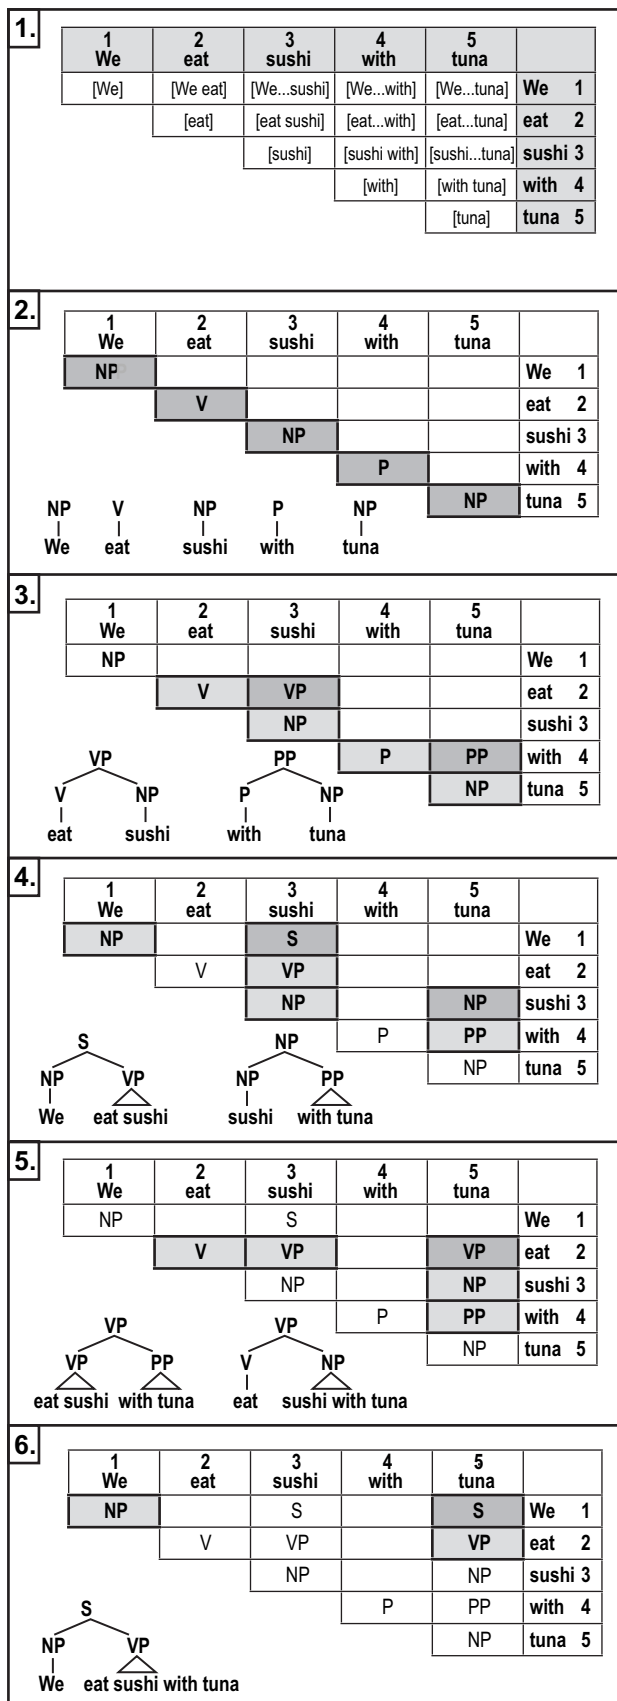 1.
1 2 3 4 5
We eat sushi with tuna
[We] [We eat] [We...sushi] [We...with] [We...tuna] We 1
[eat] [eat sushi] [eat...with] [eat...tuna] eat 2
[sushi] [sushi with] [sushi...tuna] sushi 3
[with] [with tuna] with 4
[tuna] tuna 5
2.
1 2 3 4 5
We eat sushi with tuna
NP We 1
V eat 2
NP sushi 3
P with 4
NP tuna 5
NP V NP P NP
We eat sushi with tuna
3.
1 2 3 4 5
We eat sushi with tuna
NP We 1
V VP eat 2
NP sushi 3
P PP with 4
NP tuna 5
VP PP
V NP P NP
eat sushi with tuna
4.
1 2 3 4 5
We eat sushi with tuna
NP S We 1
V VP eat 2
NP NP sushi 3
P PP with 4
NP tuna 5
S NP
NP VP NP PP
We eat sushi sushi with tuna
5.
1 2 3 4 5
We eat sushi with tuna
NP S We 1
V VP VP eat 2
NP NP sushi 3
P PP with 4
NP tuna 5
VP VP
VP PP V NP
eat sushi with tuna eat sushi with tuna
6.
1 2 3 4 5
We eat sushi with tuna
NP S S We 1
V VP VP eat 2
NP NP sushi 3
P PP with 4
NP tuna 5
S
NP VP
We eat sushi with tuna